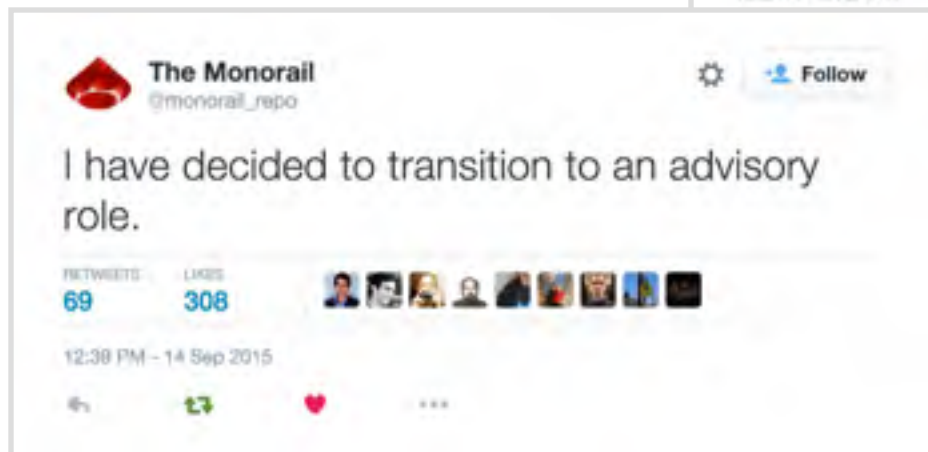 The Monorail
@monorail_repo
Follow
I have decided to transition to an advisory
role.
RETWEETS LIKES
69 308
12:39 PM - 14 Sep 2015